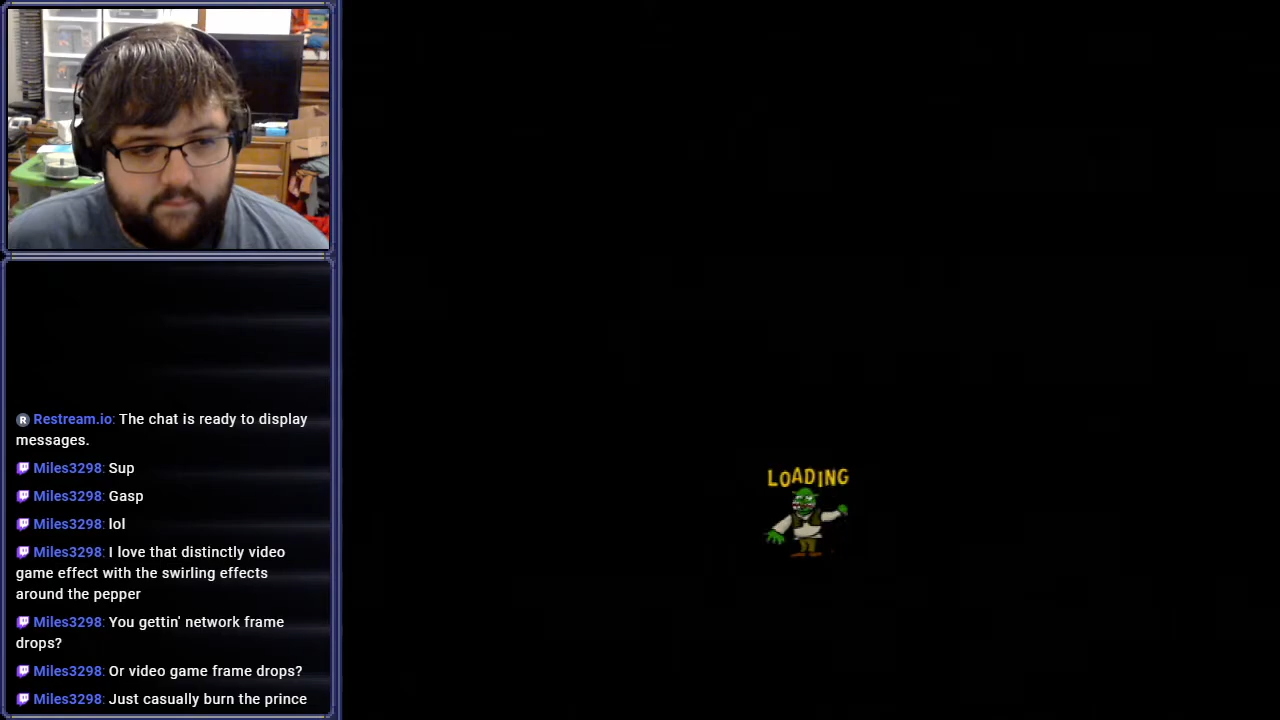 Restream.io: The chat is ready to display
messages.
Miles3298: Sup
Miles3298: Gasp
Miles3298: lol
Miles3298: I love that distinctly video
game effect with the swirling effects
around the pepper
Miles3298: You gettin' network frame
drops?
Miles3298: Or video game frame drops?
Miles3298: Just casually burn the prince
LOADING